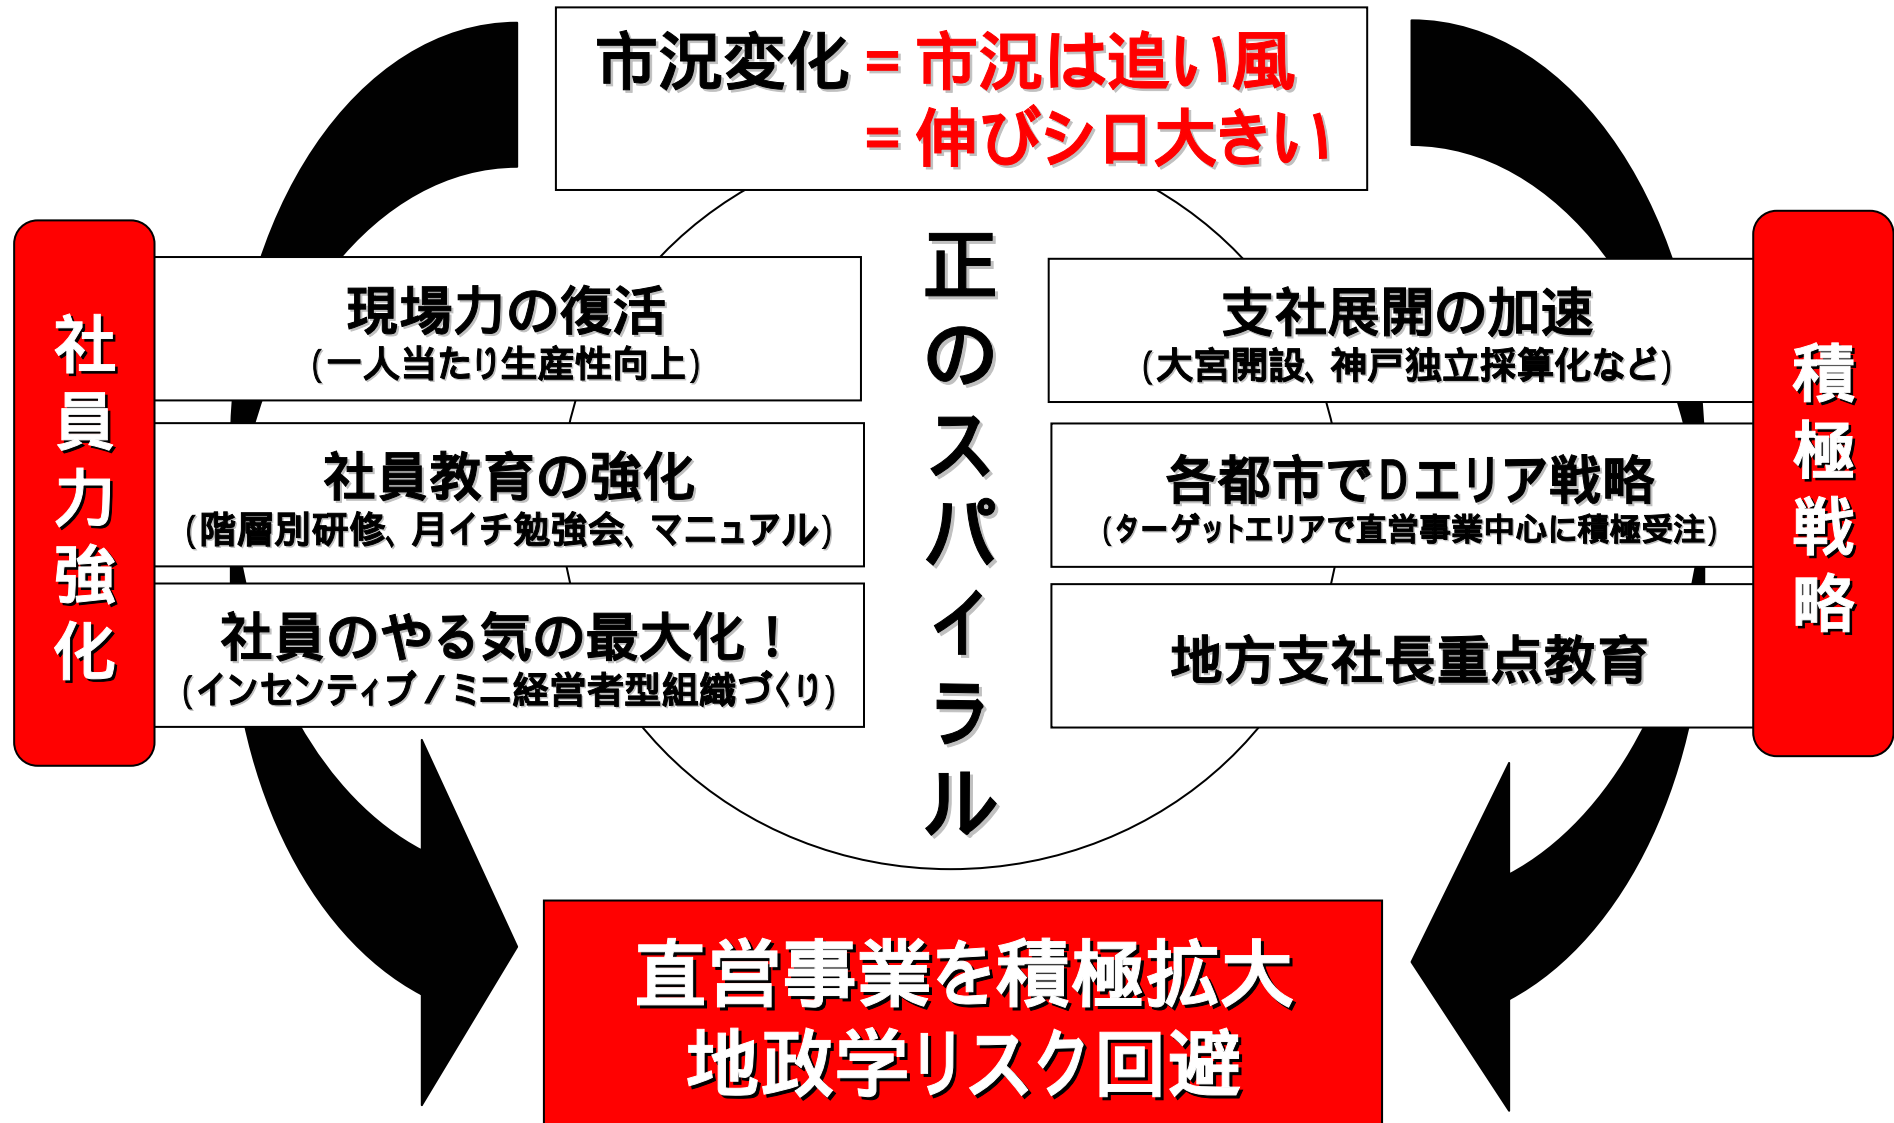 市況変化 = 市況は追い風
= 伸びシロ大きい
社員力強化
現場力の復活
(一人当たり生産性向上)
社員教育の強化
(階層別研修、月イチ勉強会、マニュアル)
社員のやる気の最大化！
(インセンティブ / ミニ経営者型組織づくり)
正のスパイラル
支社展開の加速
(大宮開設、神戸独立採算化など)
各都市でDエリア戦略
(ターゲットエリアで直営事業中心に積極受注)
地方支社長重点教育
積極戦略
直営事業を積極拡大
地政学リスク回避